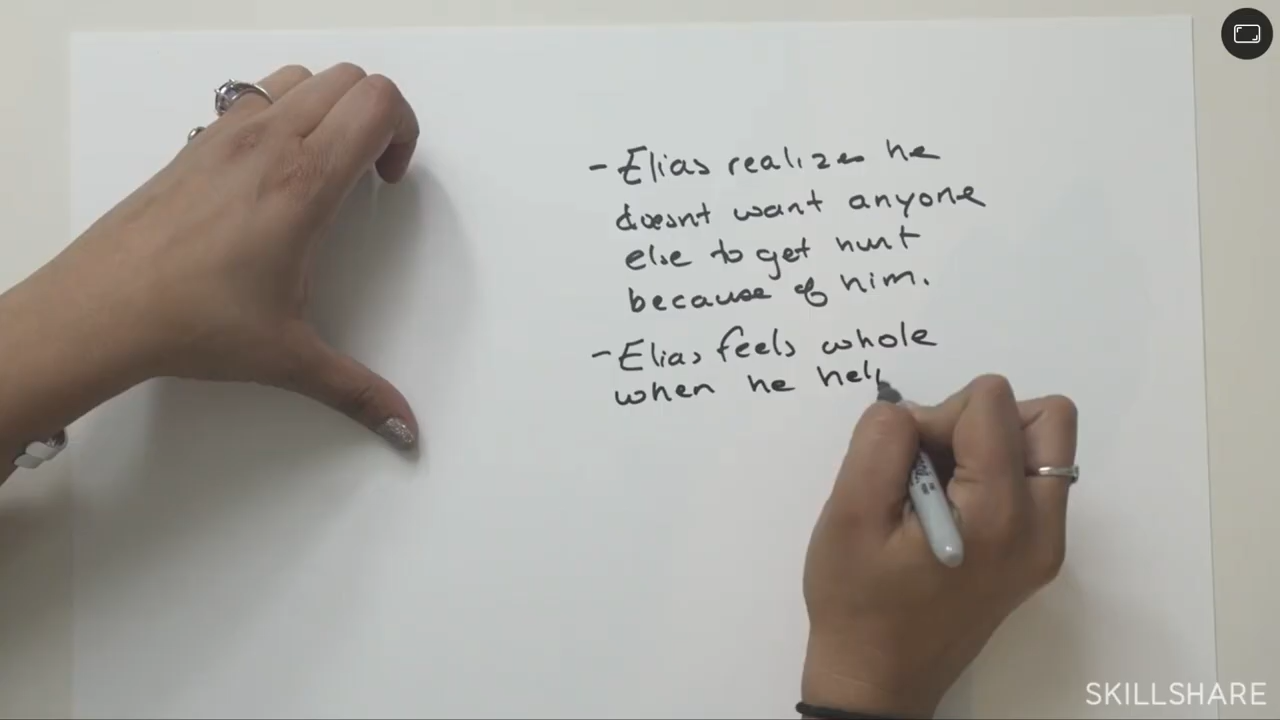 - Elias realizes he
doesnt want anyone
else to get hurt
because of him.
- Elias feels whole
when he hel
SKILLSHARE